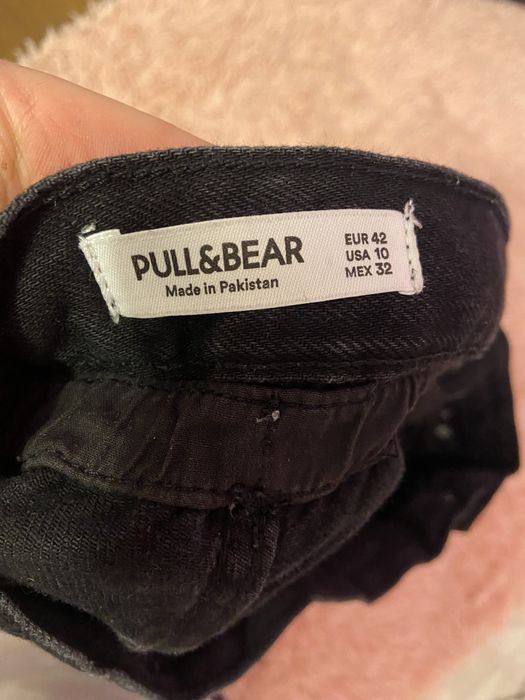 PULL&BEAR
Made in Pakistan
EUR 42
USA 10
MEX 32